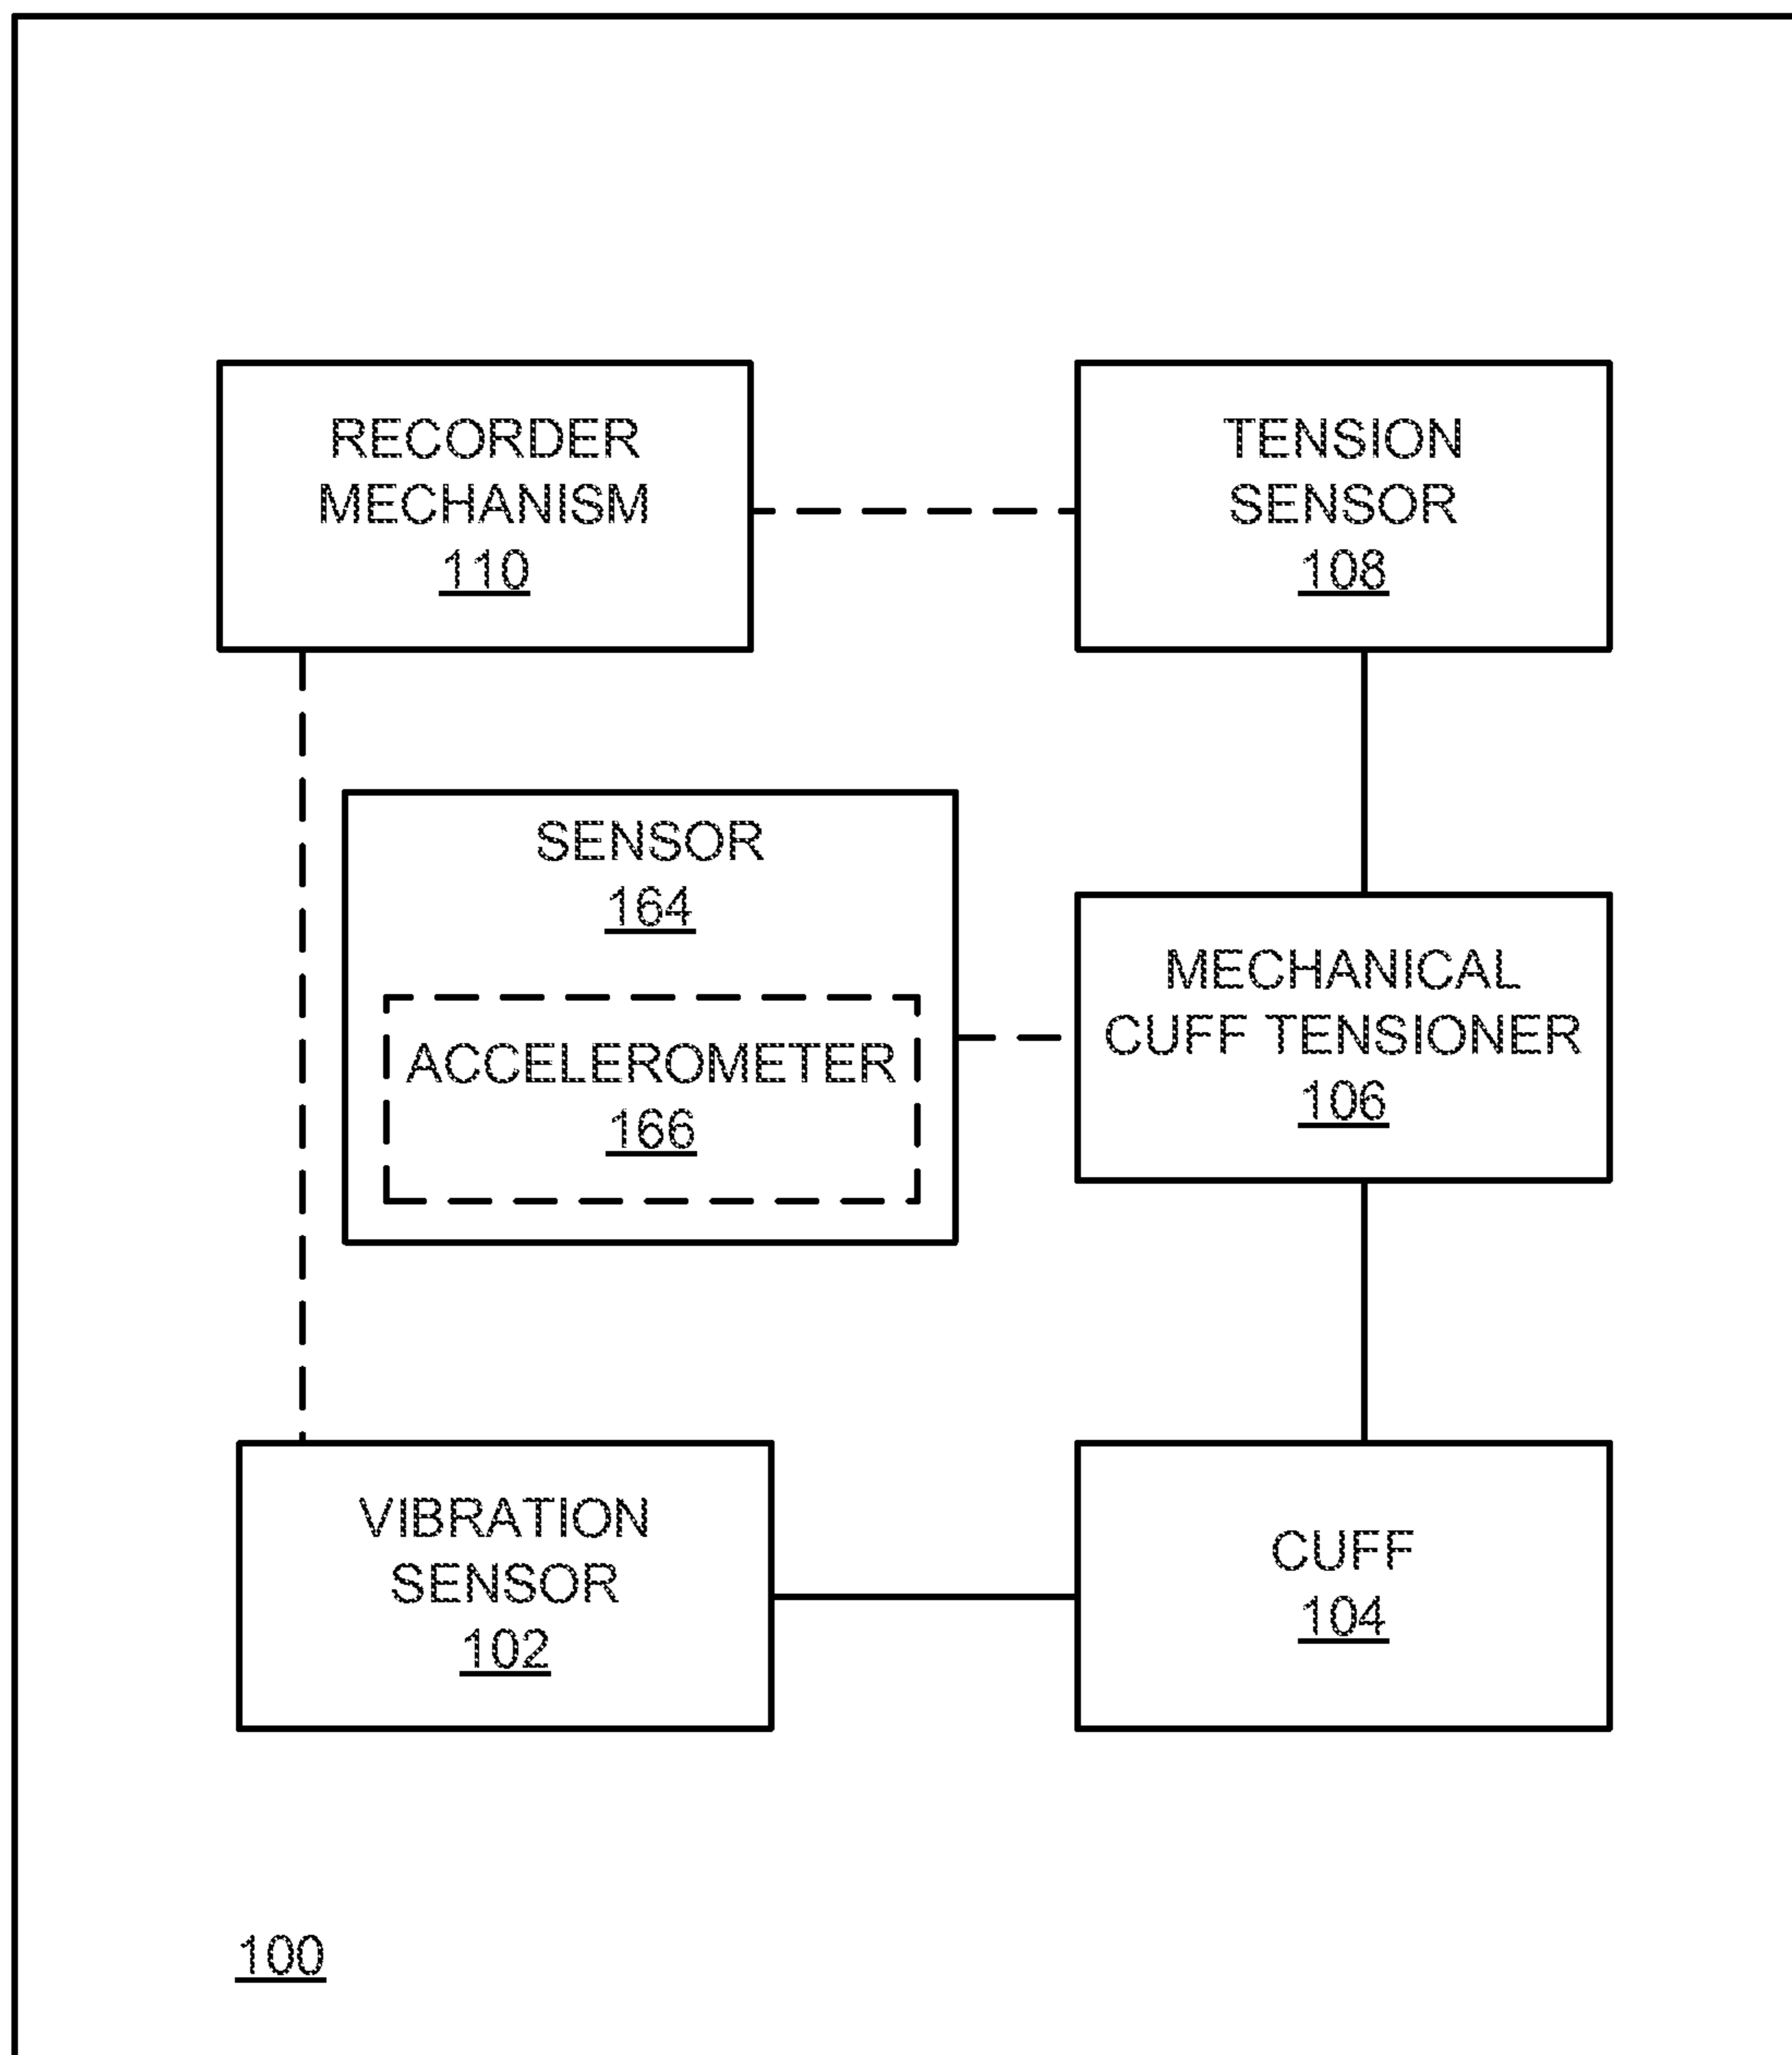 RECORDER
MECHANISM
110
TENSION
SENSOR
108
SENSOR
164
ACCELEROMETER
166
MECHANICAL
CUFF TENSIONER
106
VIBRATION
SENSOR
102
CUFF
104
100